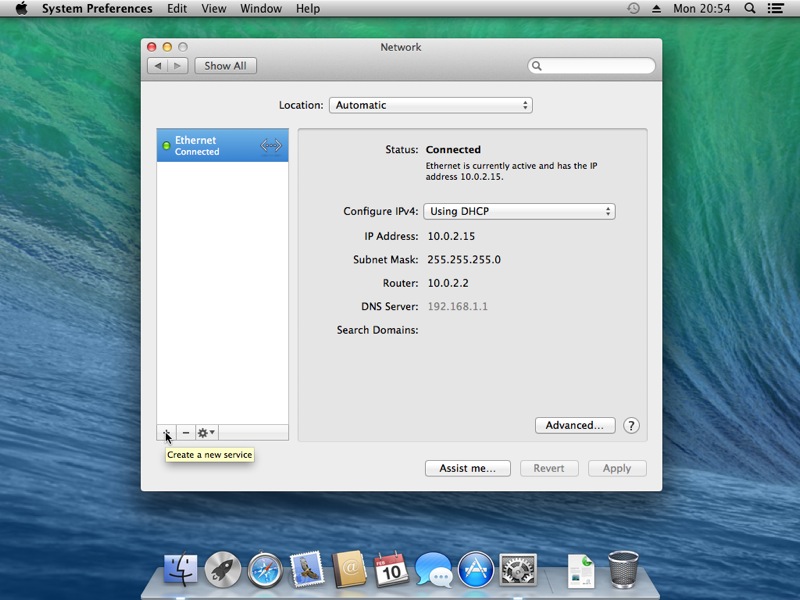 System Preferences Edit View Window Help Mon 20:54
Network
Show All
Location: Automatic
Ethernet
Connected
Status: Connected
Ethernet is currently active and has the IP
address 10.0.2.15.
Configure IPv4: Using DHCP
IP Address: 10.0.2.15
Subnet Mask: 255.255.255.0
Router: 10.0.2.2
DNS Server: 192.168.1.1
Search Domains:
Advanced... ?
Create a new service
Assist me... Revert Apply
FEB
10
@